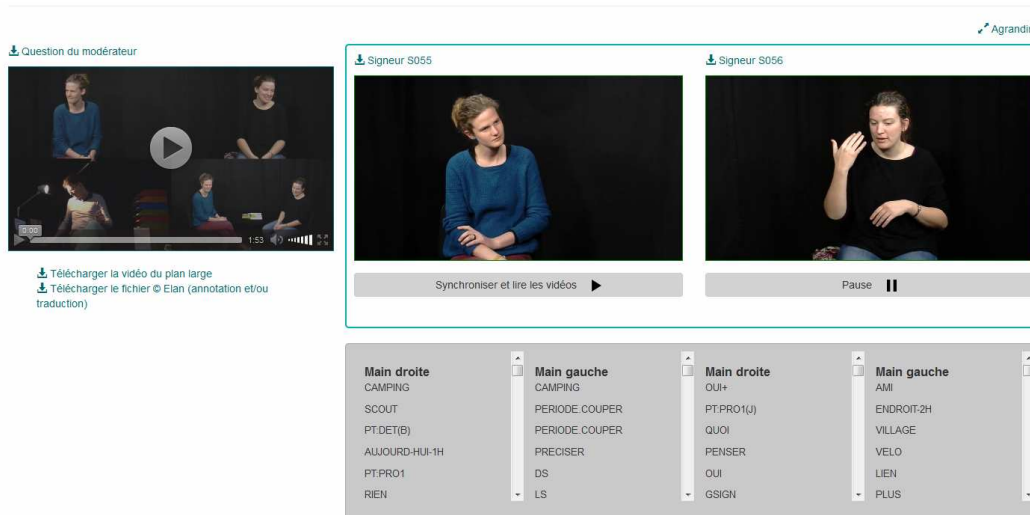 Agrandir
Question du modérateur
0:00
1:53
Télécharger la vidéo du plan large
Télécharger le fichier © Elan (annotation et/ou
traduction)
Signeur S055
Signeur S056
Synchroniser et lire les vidéos
Pause
Main droite
CAMPING
SCOUT
PT:DET(B)
AUJOURD-HUI-1H
PT:PRO1
RIEN
Main gauche
CAMPING
PERIODE.COUPER
PERIODE.COUPER
PRECISER
DS
LS
Main droite
OUI+
PT:PRO1(J)
QUOI
PENSER
OUI
GSIGN
Main gauche
AMI
ENDROIT-2H
VILLAGE
VELO
LIEN
PLUS